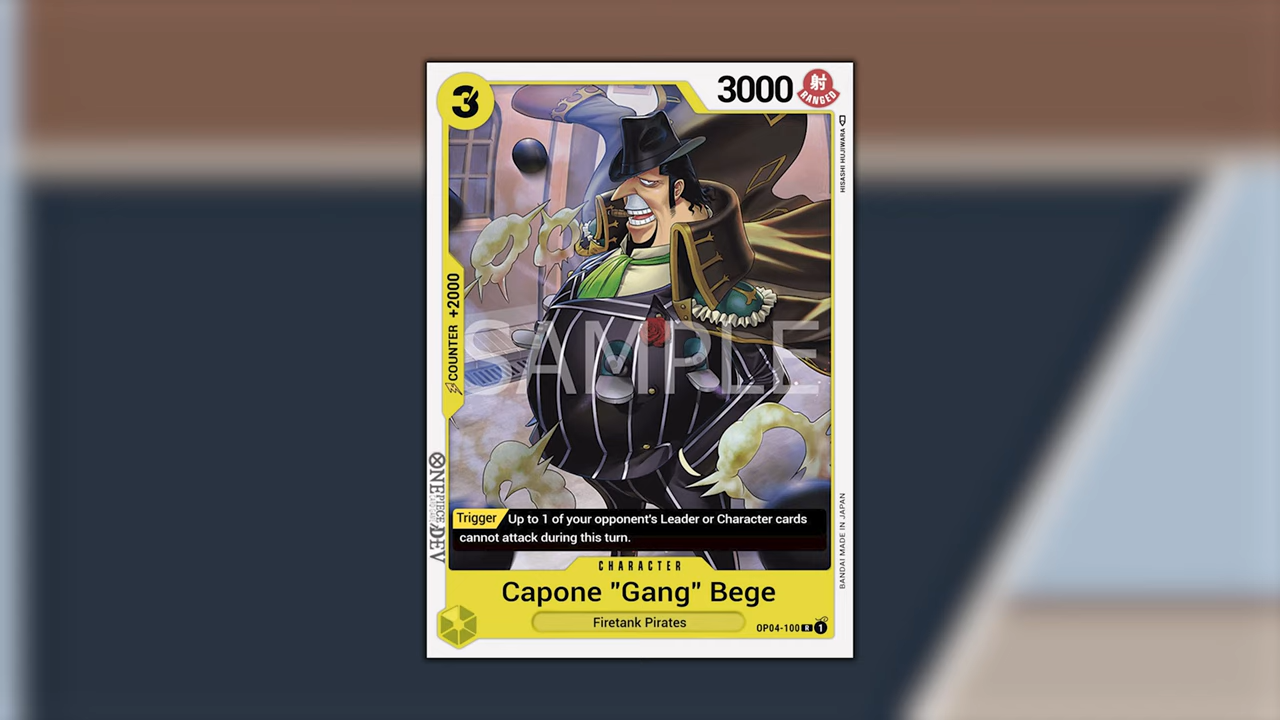 3
3000
射
RANGED
HISASHI HUJIWARA
COUNTER +2000
SAMPLE
ONE PIECE
DEV
BANDAI MADE IN JAPAN
Trigger Up to 1 of your opponent's Leader or Character cards
cannot attack during this turn.
CHARACTER
Capone "Gang" Bege
Firetank Pirates
OP04-100 R 1